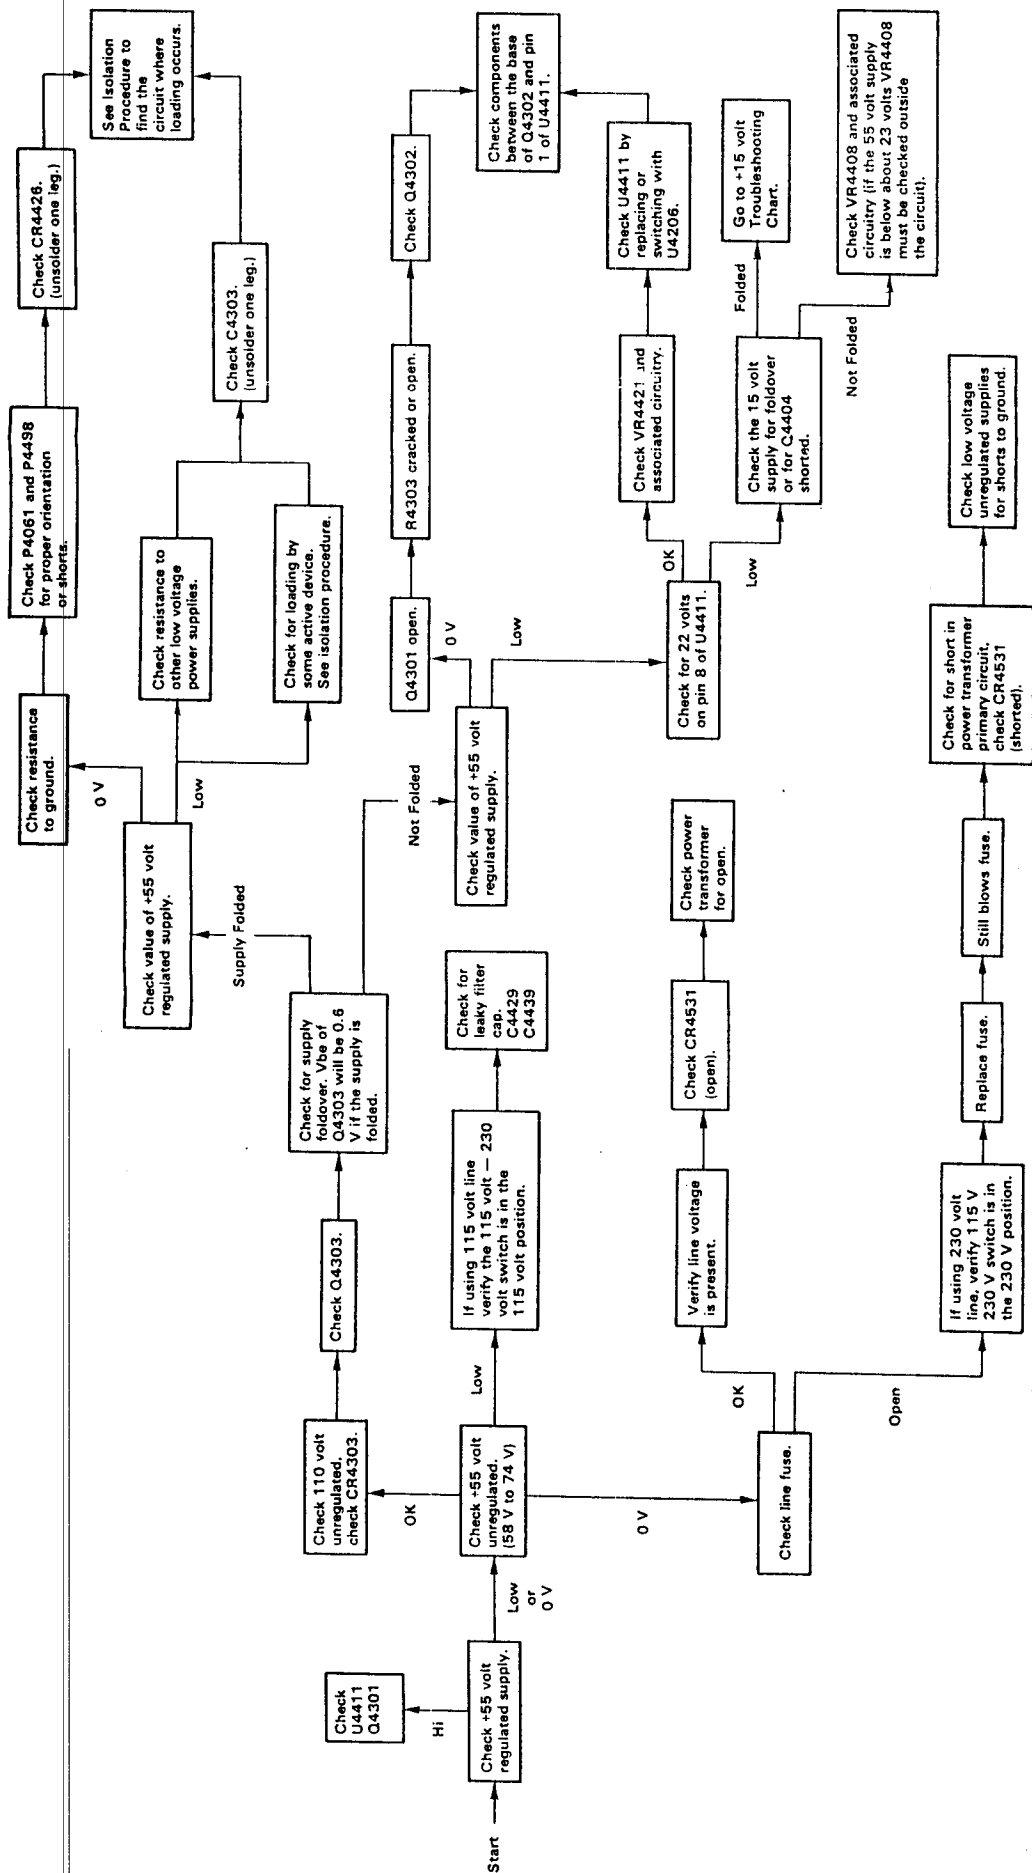 Start
Check +55 volt
regulated supply.
Hi
Check
U4411
Q4301
Low
or
0 V
Check +55 volt
unregulated.
(58 V to 74 V)
OK
Check 110 volt
unregulated,
check CR4303.
Check Q4303.
Check for supply
foldover. Vbe of
Q4303 will be 0.6
V if the supply is
folded.
Supply Folded
Check value of +55 volt
regulated supply.
0 V
Check resistance
to ground.
Check P4061 and P4498
for proper orientation
or shorts.
Check CR4426.
(unsolder one leg.)
See Isolation
Procedure to
find the
circuit where
loading occurs.
Low
Check resistance to
other low voltage
power supplies.
Check for loading by
some active device.
See isolation procedure.
Check C4303.
(unsolder one leg.)
Not Folded
Check value of +55 volt
regulated supply.
0 V
Q4301 open.
R4303 cracked or open.
Check Q4302.
Check components
between the base
of Q4302 and pin
1 of U4411.
Low
Check for 22 volts
on pin 8 of U4411.
OK
Check VR4421 and
associated circuitry.
Check U4411 by
replacing or
switching with
U4206.
Low
Check the 15 volt
supply for foldover
or for Q4404
shorted.
Folded
Go to +15 volt
Troubleshooting
Chart.
Not Folded
Check VR4408 and associated
circuitry (if the 55 volt supply
is below about 23 volts VR4408
must be checked outside
the circuit).
Low
If using 115 volt line
verify the 115 volt — 230
volt switch is in the
115 volt position.
Check for
leaky filter
cap.
C4429
C4439
0 V
Check line fuse.
OK
Verify line voltage
is present.
Check CR4531
(open).
Check power
transformer
for open.
Open
If using 230 volt
line, verify 115 V
230 V switch is in
the 230 V position.
Replace fuse.
Still blows fuse.
Check for short in
power transformer
primary circuit,
check CR4531
(shorted).
Check low voltage
unregulated supplies
for shorts to ground.